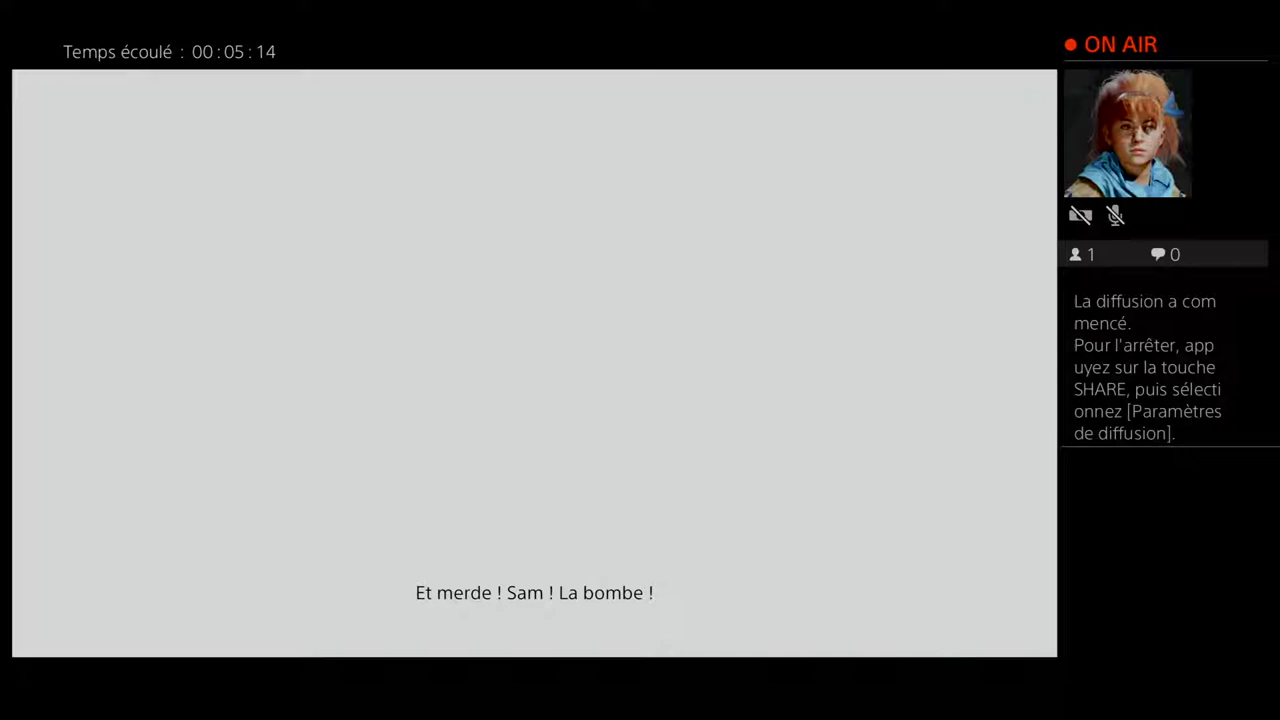 Temps écoulé : 00:05:14
ON AIR
1 0
La diffusion a com
mencé.
Pour l'arrêter, app
uyez sur la touche
SHARE, puis sélecti
onnez [Paramètres
de diffusion].
Et merde ! Sam ! La bombe !